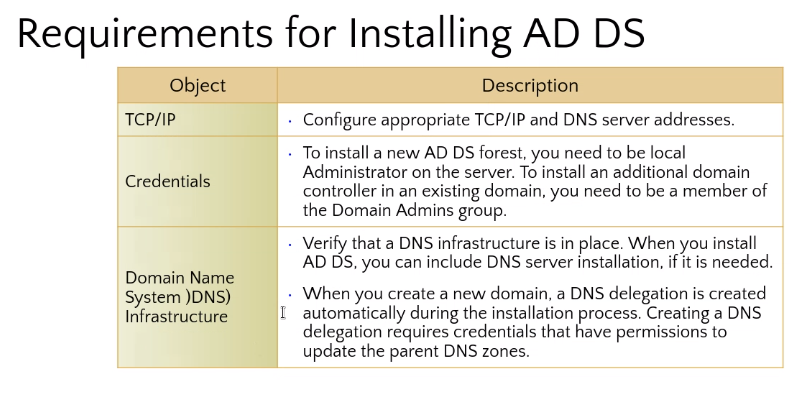 Requirements for Installing AD DS
Object
Description
TCP/IP
· Configure appropriate TCP/IP and DNS server addresses.
Credentials
· To install a new AD DS forest, you need to be local
Administrator on the server. To install an additional domain
controller in an existing domain, you need to be a member of
the Domain Admins group.
Domain Name
System )DNS)
Infrastructure
· Verify that a DNS infrastructure is in place. When you install
AD DS, you can include DNS server installation, if it is needed.
· When you create a new domain, a DNS delegation is created
automatically during the installation process. Creating a DNS
delegation requires credentials that have permissions to
update the parent DNS zones.